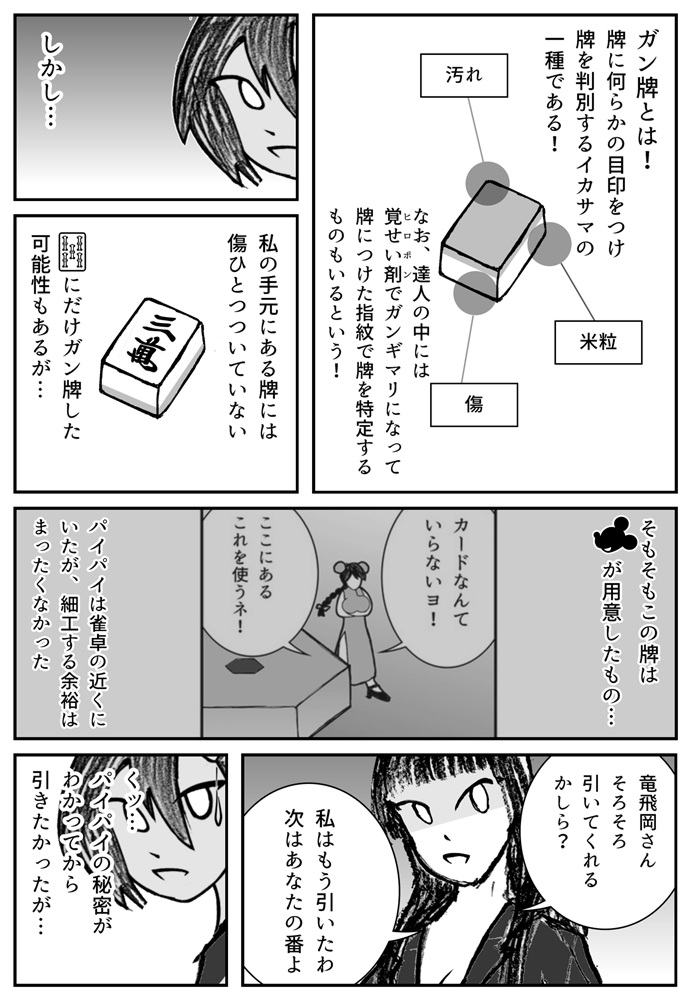 ガン牌とは！
牌に何らかの目印をつけ
牌を判別するイカサマの
一種である！
汚れ
米粒
傷
なお、達人の中には
覚せい剤でガンギマリになって
ヒロポン
牌につけた指紋で牌を特定する
ものもいるという！
しかし…
私の手元にある牌には
傷ひとつついていない
にだけガン牌した
可能性もあるが…
三萬
そもそもこの牌は
が用意したもの…
カードなんて
いらないヨ！
ここにある
これを使うネ！
パイパイは雀卓の近くに
いたが、細工する余裕は
まったくなかった
竜飛岡さん
そろそろ
引いてくれる
かしら？
私はもう引いたわ
次はあなたの番よ
くッ…
パイパイの秘密が
わかってから
引きたかったが…